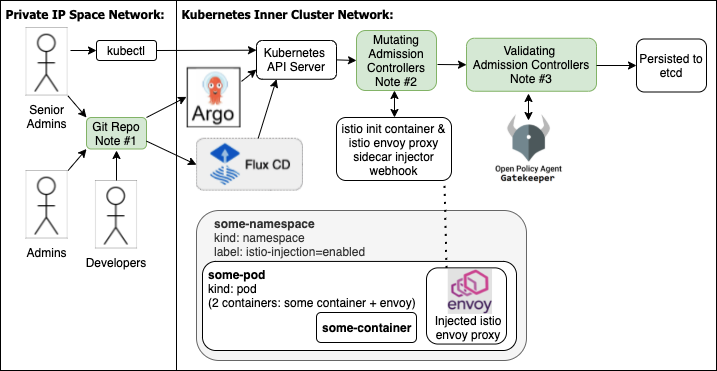 Private IP Space Network:
Kubernetes Inner Cluster Network:
kubectl
Senior
Admins
Git Repo
Note #1
Admins
Developers
Argo
Flux CD
Kubernetes
API Server
Mutating
Admission
Controllers
Note #2
Validating
Admission Controllers
Note #3
Persisted to
etcd
istio init container &
istio envoy proxy
sidecar injector
webhook
Open Policy Agent
Gatekeeper
some-namespace
kind: namespace
label: istio-injection=enabled
some-pod
kind: pod
(2 containers: some container + envoy)
some-container
envoy
Injected istio
envoy proxy